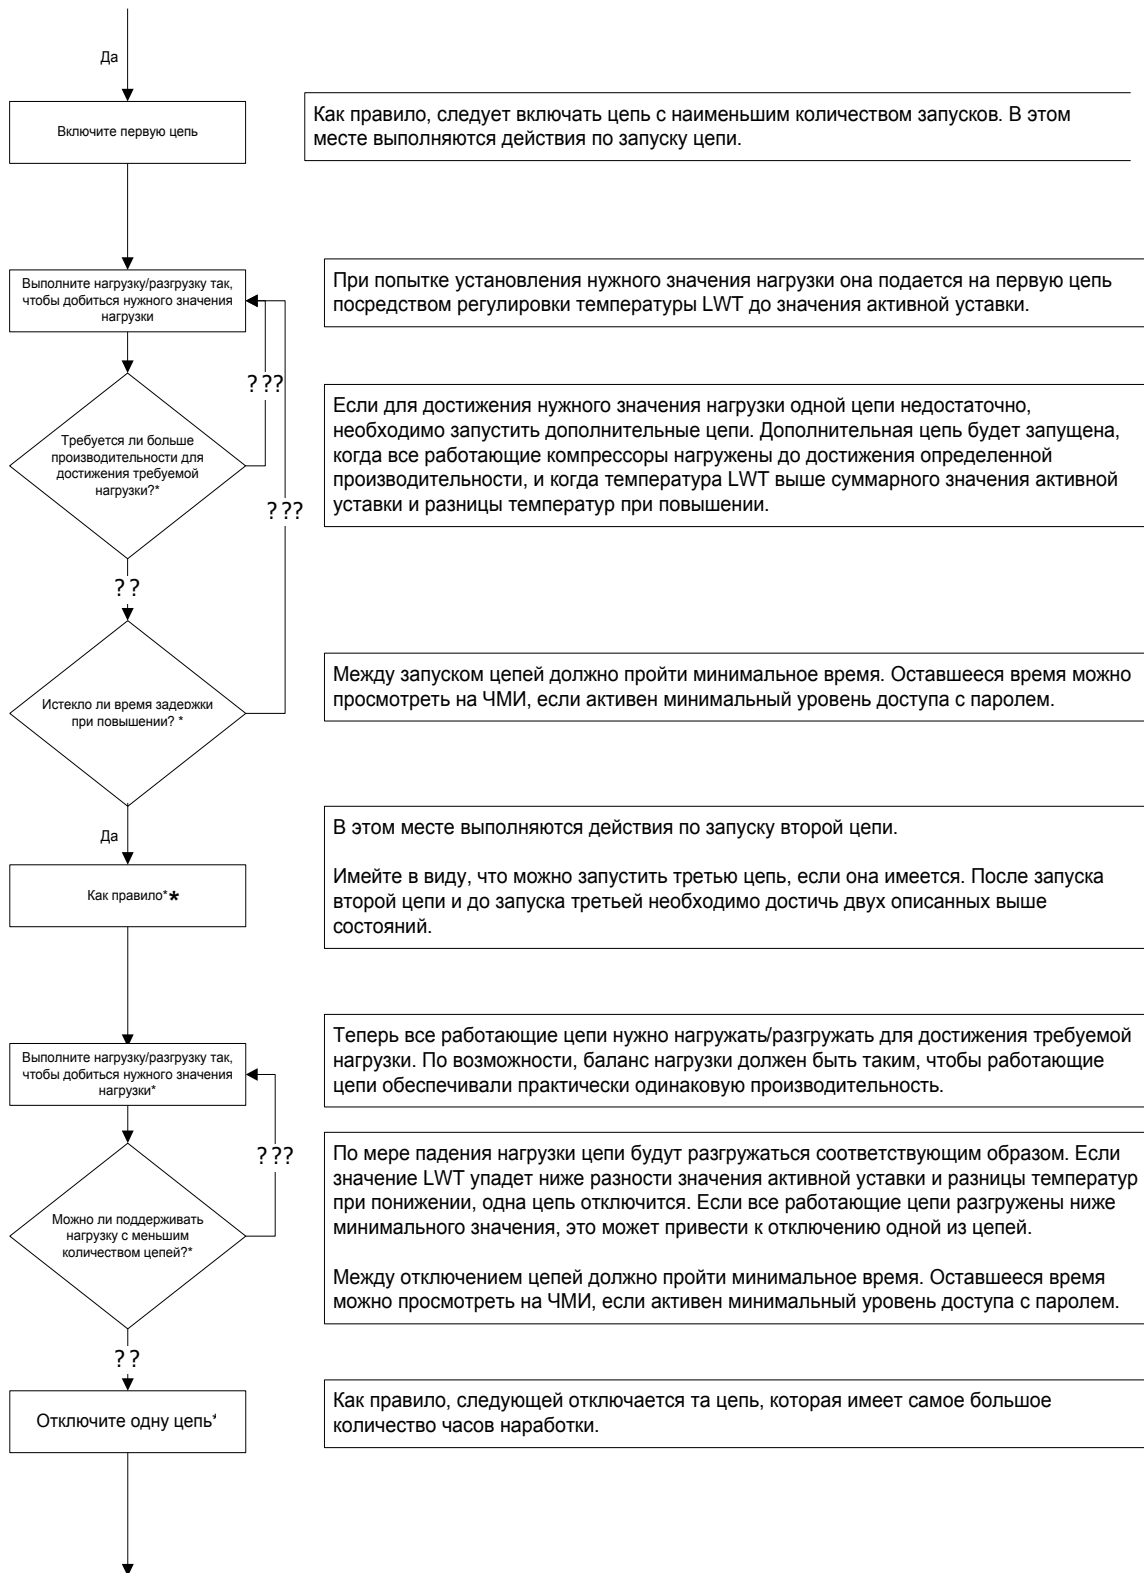 Да
Включите первую цепь
Как правило, следует включать цепь с наименьшим количеством запусков. В этом
месте выполняются действия по запуску цепи.
Выполните нагрузку/разгрузку так,
чтобы добиться нужного значения
нагрузки
При попытке установления нужного значения нагрузки она подается на первую цепь
посредством регулировки температуры LWT до значения активной уставки.
? ??
Требуется ли больше
производительности для
достижения требуемой
нагрузки?*
Если для достижения нужного значения нагрузки одной цепи недостаточно,
необходимо запустить дополнительные цепи. Дополнительная цепь будет запущена,
когда все работающие компрессоры нагружены до достижения определенной
производительности, и когда температура LWT выше суммарного значения активной
уставки и разницы температур при повышении.
? ??
? ?
Истекло ли время задержки
при повышении? *
Между запуском цепей должно пройти минимальное время. Оставшееся время можно
просмотреть на ЧМИ, если активен минимальный уровень доступа с паролем.
Да
Как правило**
В этом месте выполняются действия по запуску второй цепи.
Имейте в виду, что можно запустить третью цепь, если она имеется. После запуска
второй цепи и до запуска третьей необходимо достичь двух описанных выше
состояний.
Выполните нагрузку/разгрузку так,
чтобы добиться нужного значения
нагрузки*
Теперь все работающие цепи нужно нагружать/разгружать для достижения требуемой
нагрузки. По возможности, баланс нагрузки должен быть таким, чтобы работающие
цепи обеспечивали практически одинаковую производительность.
? ??
Можно ли поддерживать
нагрузку с меньшим
количеством цепей?*
По мере падения нагрузки цепи будут разгружаться соответствующим образом. Если
значение LWT упадет ниже разности значения активной уставки и разницы температур
при понижении, одна цепь отключится. Если все работающие цепи разгружены ниже
минимального значения, это может привести к отключению одной из цепей.
Между отключением цепей должно пройти минимальное время. Оставшееся время
можно просмотреть на ЧМИ, если активен минимальный уровень доступа с паролем.
? ?
Отключите одну цепь*
Как правило, следующей отключается та цепь, которая имеет самое большое
количество часов наработки.